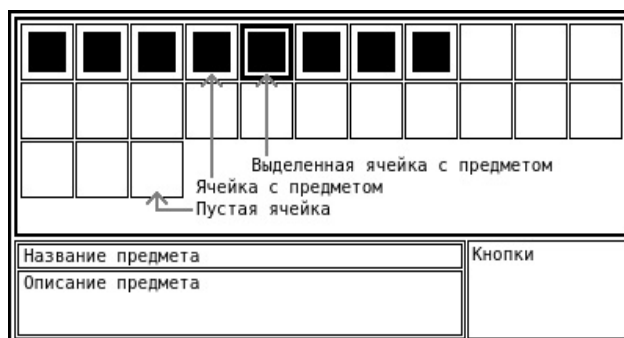 Выделенная ячейка с предметом
Ячейка с предметом
Пустая ячейка
Название предмета
Кнопки
Описание предмета